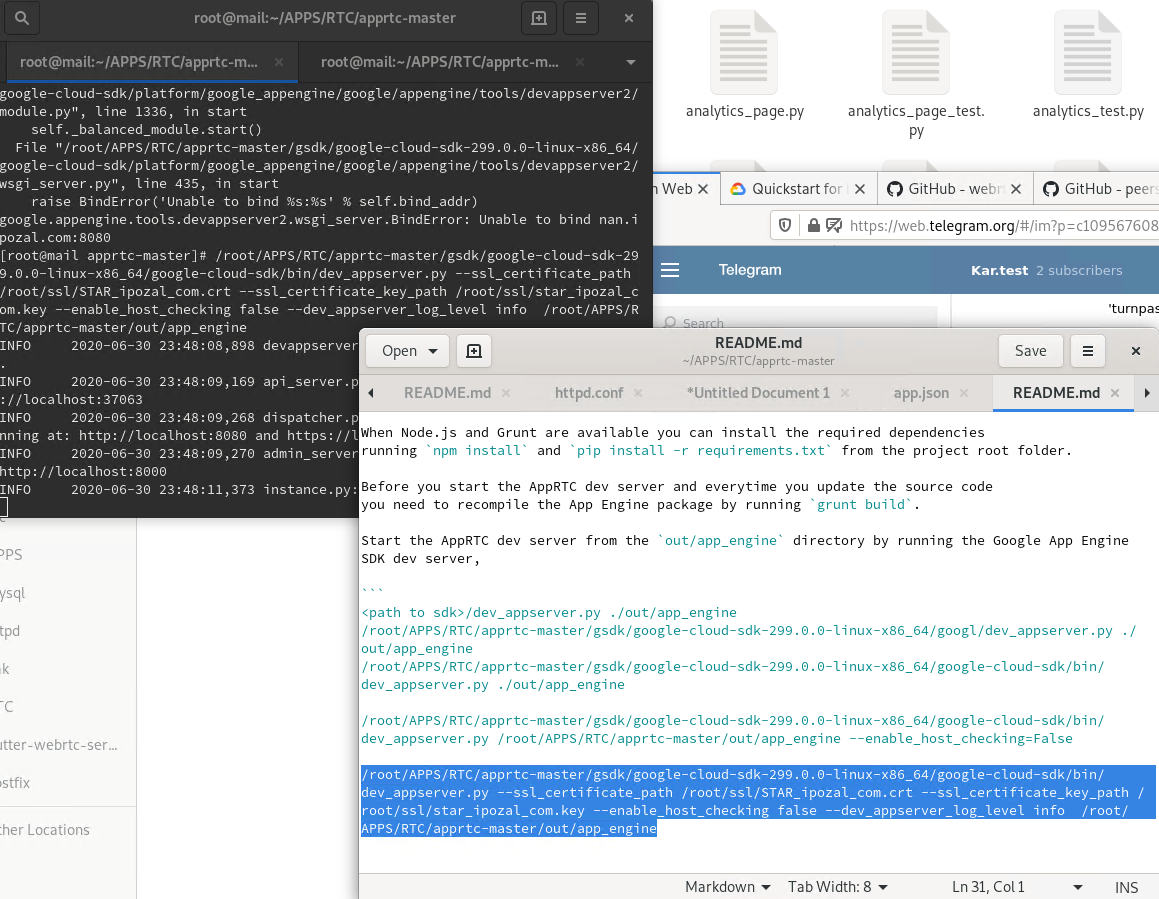 root@mail:~/APPS/RTC/apprtc-master
root@mail:~/APPS/RTC/apprtc-m...
root@mail:~/APPS/RTC/apprtc-m...
google-cloud-sdk/platform/google_appengine/google/appengine/tools/devappserver2/
module.py", line 1336, in start
    self._balanced_module.start()
  File "/root/APPS/RTC/apprtc-master/gsdk/google-cloud-sdk-299.0.0-linux-x86_64/
google-cloud-sdk/platform/google_appengine/google/appengine/tools/devappserver2/
wsgi_server.py", line 435, in start
    raise BindError('Unable to bind %s:%s' % self.bind_addr)
google.appengine.tools.devappserver2.wsgi_server.BindError: Unable to bind nan.i
pozal.com:8080
[root@mail apprtc-master]# /root/APPS/RTC/apprtc-master/gsdk/google-cloud-sdk-29
9.0.0-linux-x86_64/google-cloud-sdk/bin/dev_appserver.py --ssl_certificate_path
/root/ssl/STAR_ipozal_com.crt --ssl_certificate_key_path /root/ssl/star_ipozal_c
om.key --enable_host_checking false --dev_appserver_log_level info  /root/APPS/R
TC/apprtc-master/out/app_engine
INFO     2020-06-30 23:48:08,898 devappserver
.
INFO     2020-06-30 23:48:09,169 api_server.p
://localhost:37063
INFO     2020-06-30 23:48:09,268 dispatcher.p
nning at: http://localhost:8080 and https://l
INFO     2020-06-30 23:48:09,270 admin_server
http://localhost:8000
INFO     2020-06-30 23:48:11,373 instance.py:
analytics_page.py
analytics_page_test.
py
analytics_test.py
n Web
Quickstart for
GitHub - webr
GitHub - peers
https://web.telegram.org/#/im?p=c109567608
Telegram
Kar.test 2 subscribers
Search
'turnpas
PPS
ysql
tpd
k
TC
utter-webrtc-ser...
ostfix
ther Locations
Open
README.md
~/APPS/RTC/apprtc-master
Save
README.md
httpd.conf
*Untitled Document 1
app.json
README.md
When Node.js and Grunt are available you can install the required dependencies
running `npm install` and `pip install -r requirements.txt` from the project root folder.
Before you start the AppRTC dev server and everytime you update the source code
you need to recompile the App Engine package by running `grunt build`.
Start the AppRTC dev server from the `out/app_engine` directory by running the Google App Engine
SDK dev server,
```
<path to sdk>/dev_appserver.py ./out/app_engine
/root/APPS/RTC/apprtc-master/gsdk/google-cloud-sdk-299.0.0-linux-x86_64/googl/dev_appserver.py ./
out/app_engine
/root/APPS/RTC/apprtc-master/gsdk/google-cloud-sdk-299.0.0-linux-x86_64/google-cloud-sdk/bin/
dev_appserver.py ./out/app_engine
/root/APPS/RTC/apprtc-master/gsdk/google-cloud-sdk-299.0.0-linux-x86_64/google-cloud-sdk/bin/
dev_appserver.py /root/APPS/RTC/apprtc-master/out/app_engine --enable_host_checking=False
/root/APPS/RTC/apprtc-master/gsdk/google-cloud-sdk-299.0.0-linux-x86_64/google-cloud-sdk/bin/
dev_appserver.py --ssl_certificate_path /root/ssl/STAR_ipozal_com.crt --ssl_certificate_key_path /
root/ssl/star_ipozal_com.key --enable_host_checking false --dev_appserver_log_level info  /root/
APPS/RTC/apprtc-master/out/app_engine
Markdown
Tab Width: 8
Ln 31, Col 1
INS